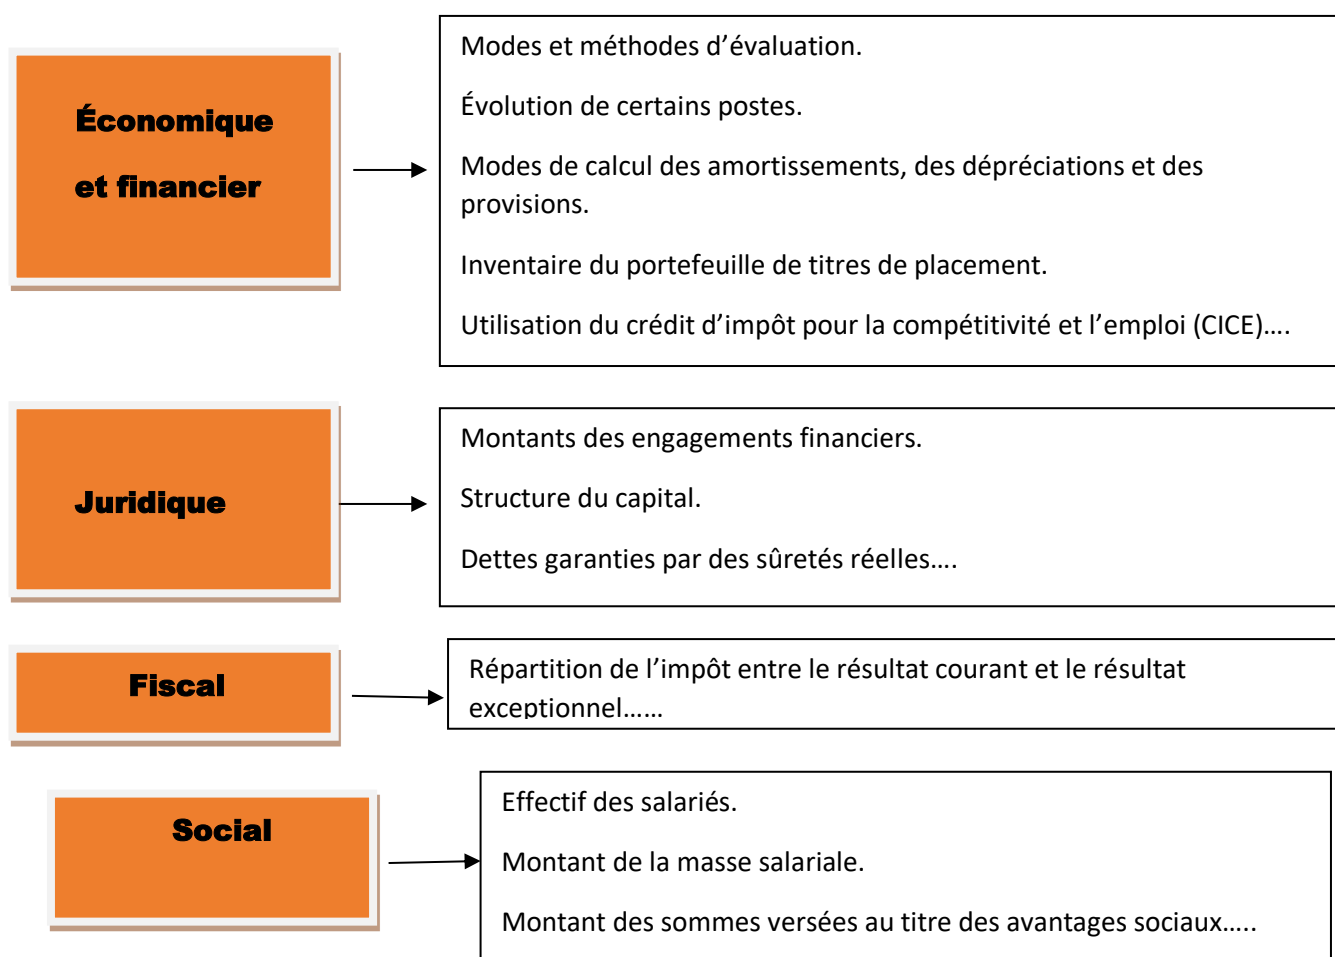 Économique
et financier
Modes et méthodes d’évaluation.
Évolution de certains postes.
Modes de calcul des amortissements, des dépréciations et des
provisions.
Inventaire du portefeuille de titres de placement.
Utilisation du crédit d’impôt pour la compétitivité et l’emploi (CICE)….
Juridique
Montants des engagements financiers.
Structure du capital.
Dettes garanties par des sûretés réelles….
Fiscal
Répartition de l’impôt entre le résultat courant et le résultat
exceptionnel……
Social
Effectif des salariés.
Montant de la masse salariale.
Montant des sommes versées au titre des avantages sociaux…..